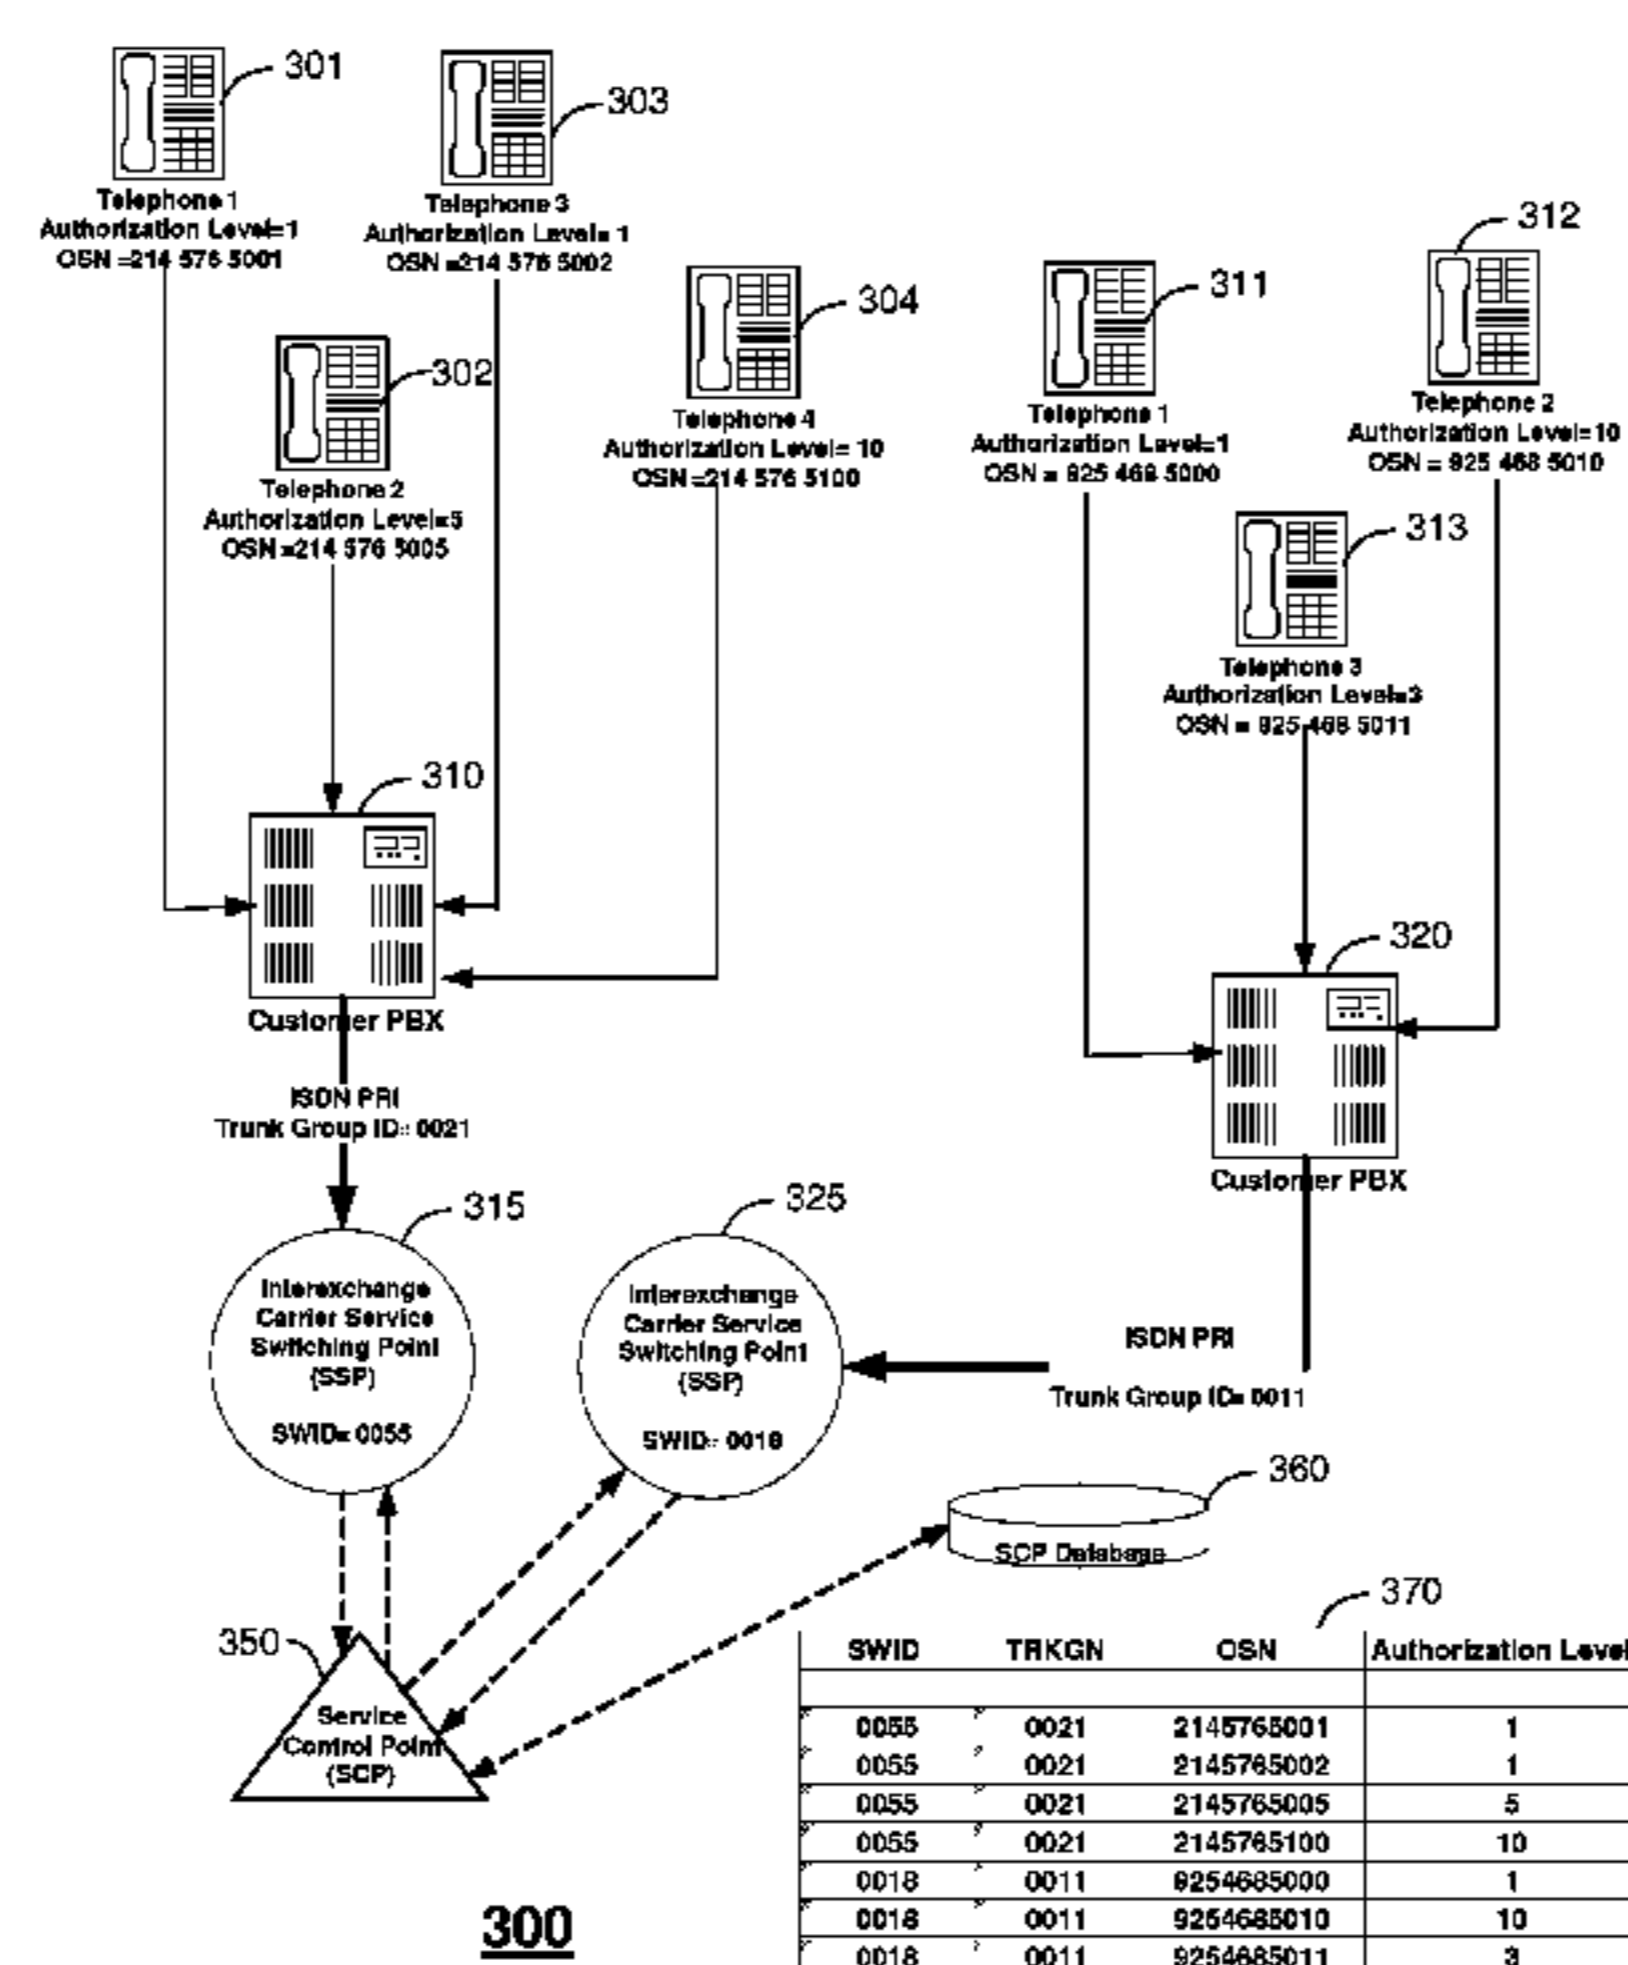 301
303
Telephone 1
Authorization Level=1
OSN =214 576 5001
Telephone 3
Authorization Level= 1
OSN =214 576 5002
312
311
304
302
Telephone 2
Authorization Level=5
OSN =214 576 5005
Telephone 4
Authorization Level= 10
OSN =214 576 5100
Telephone 1
Authorization Level=1
OSN = 925 468 5000
Telephone 2
Authorization Level=10
OSN = 925 468 5010
313
Telephone 3
Authorization Level=3
OSN = 925 468 5011
310
Customer PBX
320
Customer PBX
ISDN PRI
Trunk Group ID= 0021
315
Interexchange
Carrier Service
Switching Point
(SSP)
SWID= 0055
325
Interexchange
Carrier Service
Switching Point
(SSP)
SWID= 0018
ISDN PRI
Trunk Group ID= 0011
360
SCP Database
350
Service
Control Point
(SCP)
370
SWID TRKGN OSN Authorization Level
0055 0021 2145765001 1
0055 0021 2145765002 1
0055 0021 2145765005 5
0055 0021 2145765100 10
0018 0011 9254685000 1
0018 0011 9254685010 10
0018 0011 9254685011 3
300